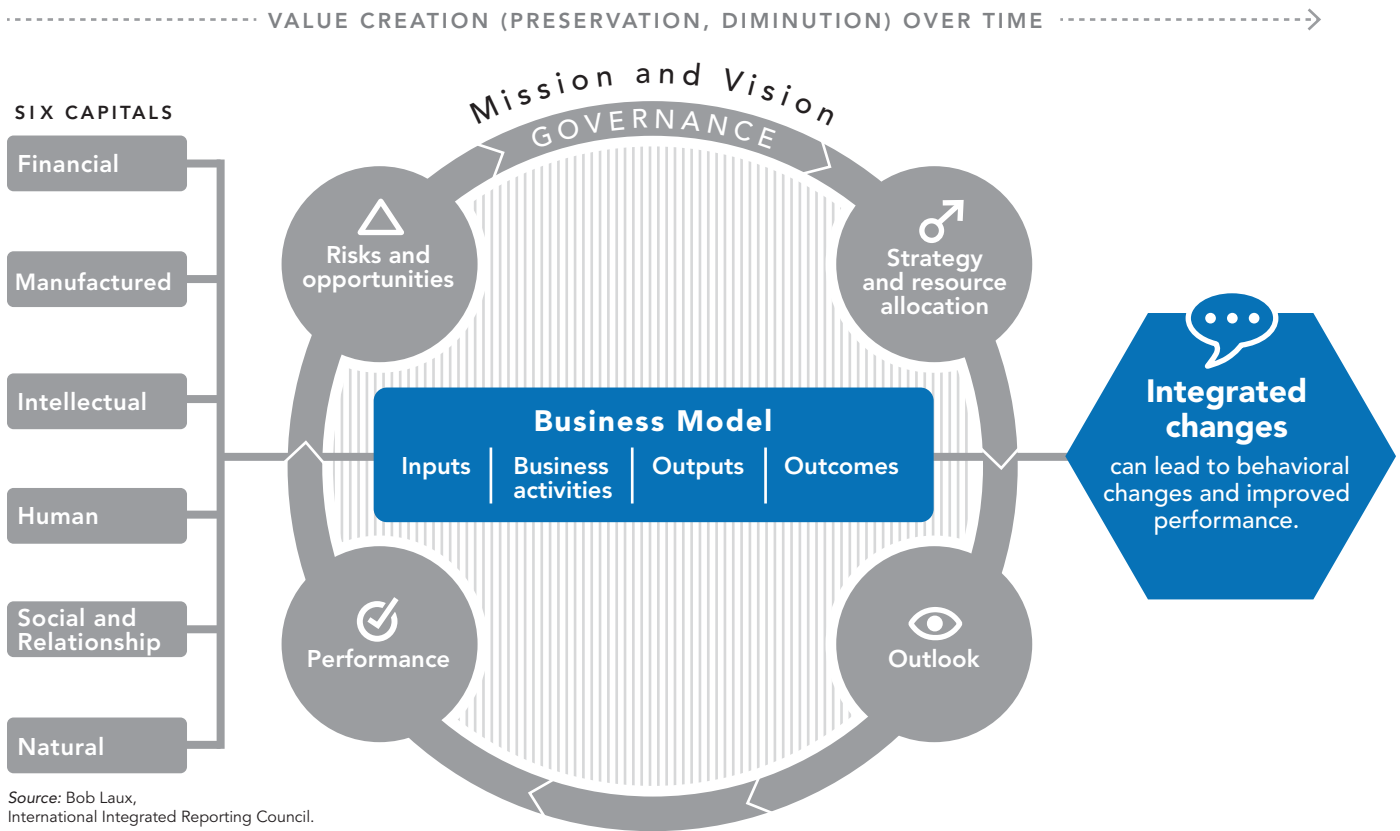 VALUE CREATION (PRESERVATION, DIMINUTION) OVER TIME
SIX CAPITALS
Financial
Manufactured
Intellectual
Human
Social and
Relationship
Natural
Source: Bob Laux,
International Integrated Reporting Council.
Mission and Vision
GOVERNANCE
Risks and
opportunities
Strategy
and resource
allocation
Business Model
Inputs
Business
activities
Outputs
Outcomes
Performance
Outlook
Integrated
changes
can lead to behavioral
changes and improved
performance.